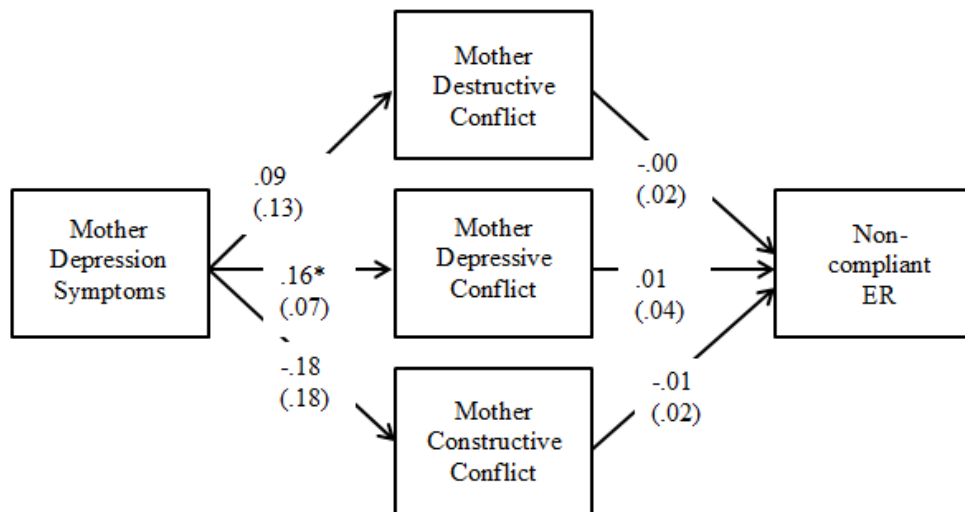 Mother
Destructive
Conflict
.09
(.13)
-.00
(.02)
Mother
Depression
Symptoms
.16*
(.07)
Mother
Depressive
Conflict
.01
(.04)
Non-
compliant
ER
-.18
(.18)
Mother
Constructive
Conflict
-.01
(.02)